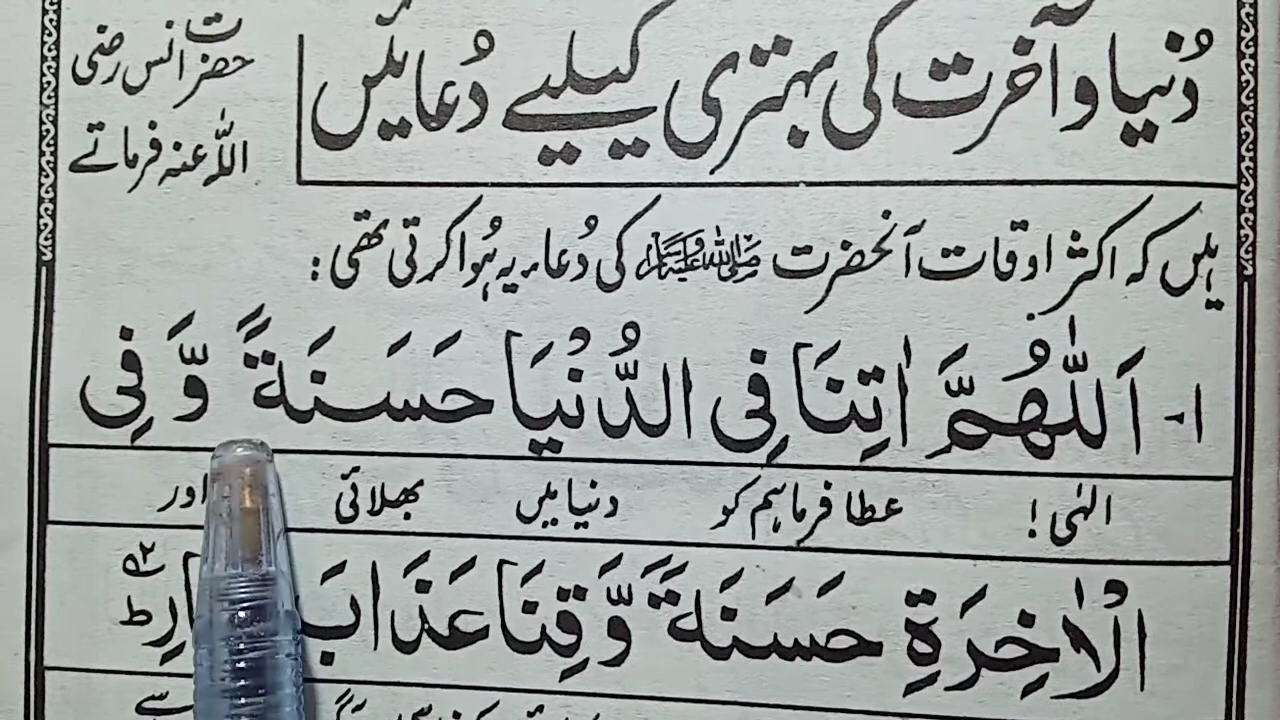 دُنیا و آخرت کی بہتری کیلیے دُعائیں
حضرت انس رضی
اللہ عنہ فرماتے
ہیں کہ اکثر اوقات آنحضرت ﷺ کی دُعاء یہ ہُوا کرتی تھی :
۱- اَللّٰهُمَّ اٰتِنَا فِی الدُّنْیَا حَسَنَةً وَّ فِی
الٰہی ! عطا فرما ہم کو دنیا میں بھلائی اور
الْاٰخِرَةِ حَسَنَةً وَّقِنَا عَذَابَ
سے